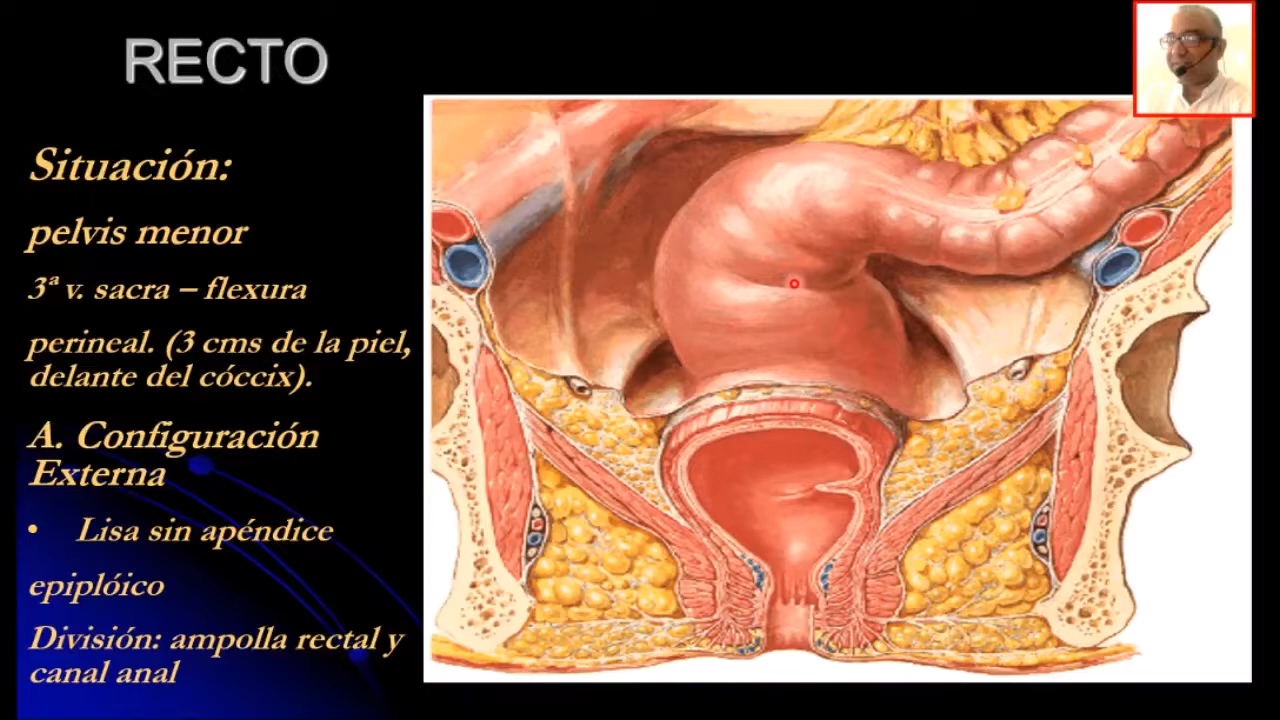 RECTO
Situación:
pelvis menor
3ª v. sacra – flexura
perineal. (3 cms de la piel,
delante del cóccix).
A. Configuración
Externa
• Lisa sin apéndice
epiplóico
División: ampolla rectal y
canal anal